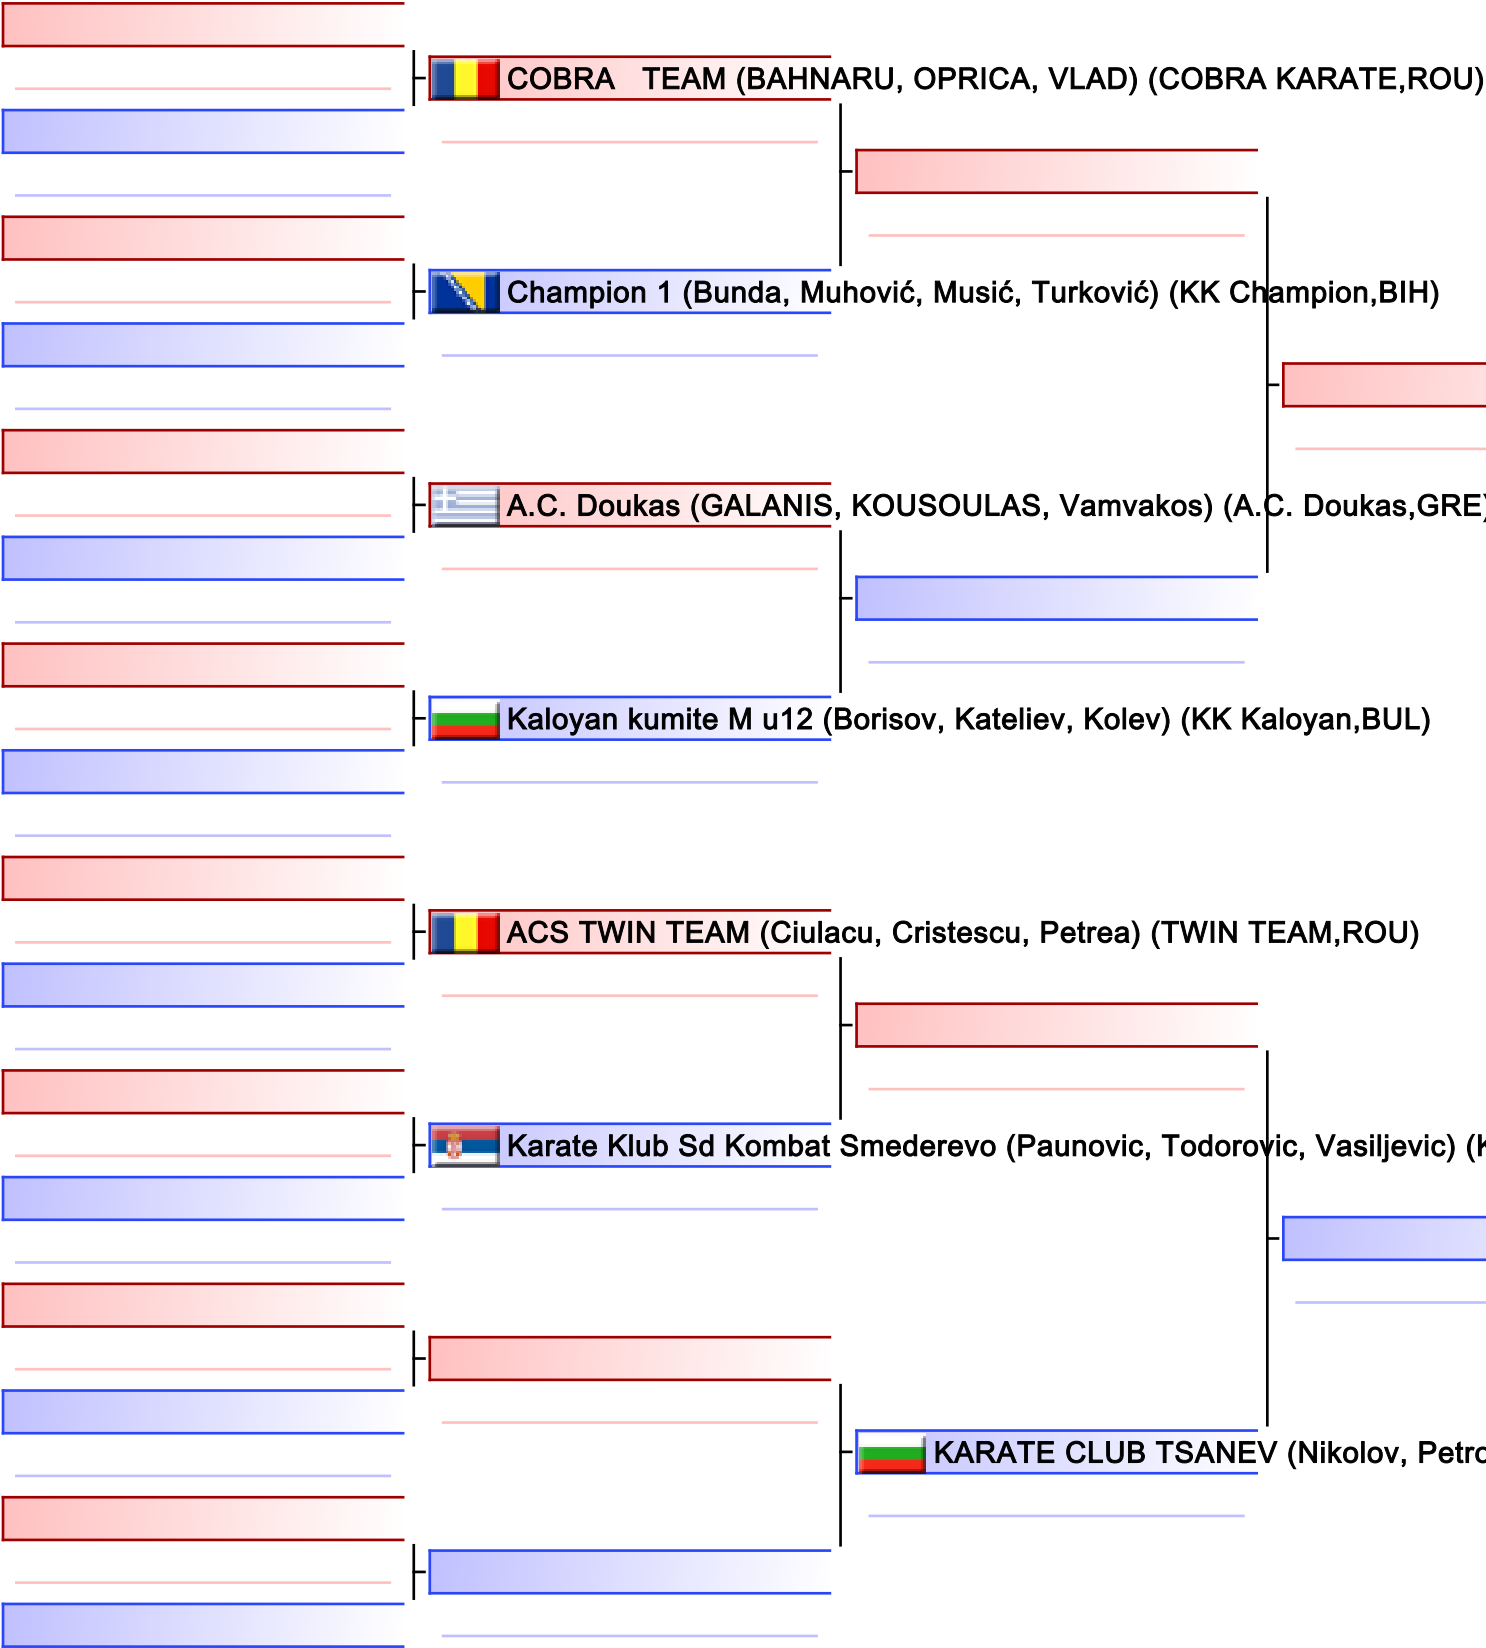 COBRA TEAM (BAHNARU, OPRICA, VLAD) (COBRA KARATE,ROU)
Champion 1 (Bunda, Muhović, Musić, Turković) (KK Champion,BIH)
A.C. Doukas (GALANIS, KOUSOULAS, Vamvakos) (A.C. Doukas,GRE)
Kaloyan kumite M u12 (Borisov, Kateliev, Kolev) (KK Kaloyan,BUL)
ACS TWIN TEAM (Ciulacu, Cristescu, Petrea) (TWIN TEAM,ROU)
Karate Klub Sd Kombat Smederevo (Paunovic, Todorovic, Vasiljevic) (
KARATE CLUB TSANEV (Nikolov,